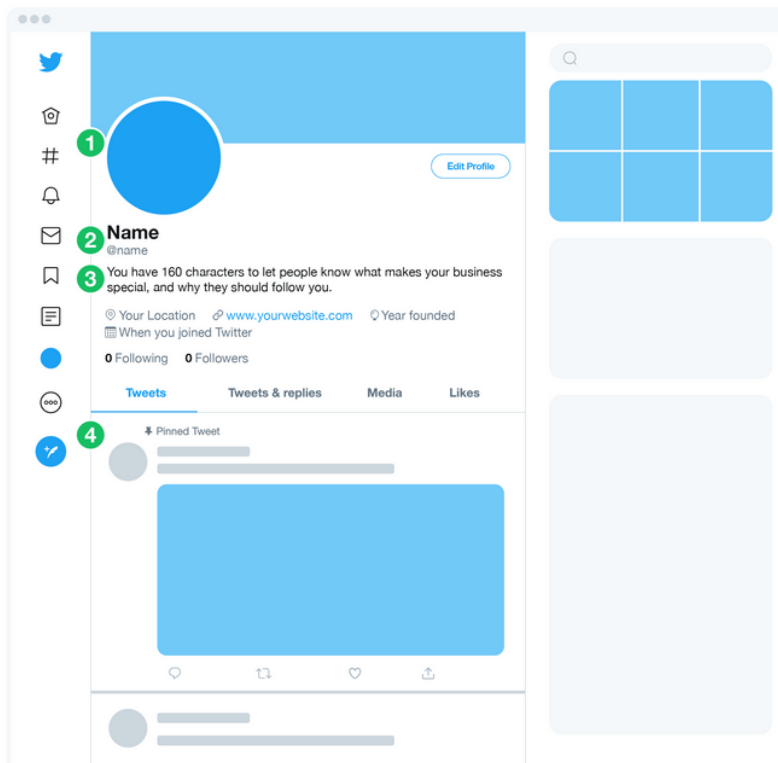 1
Edit Profile
2 Name
@name
3 You have 160 characters to let people know what makes your business
special, and why they should follow you.
Your Location www.yourwebsite.com Year founded
When you joined Twitter
0 Following 0 Followers
Tweets Tweets & replies Media Likes
4 Pinned Tweet